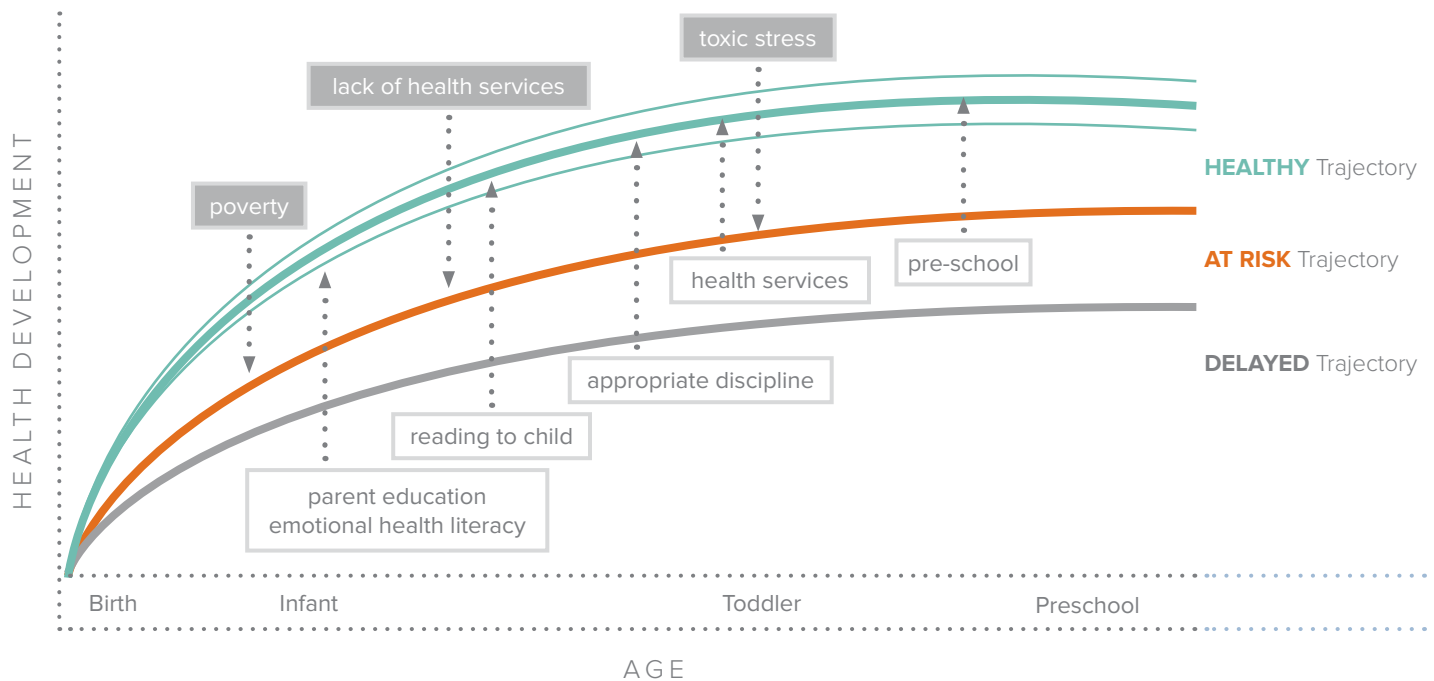 toxic stress
lack of health services
poverty
HEALTH DEVELOPMENT
HEALTHY Trajectory
AT RISK Trajectory
DELAYED Trajectory
pre-school
health services
appropriate discipline
reading to child
parent education
emotional health literacy
Birth
Infant
Toddler
Preschool
AGE